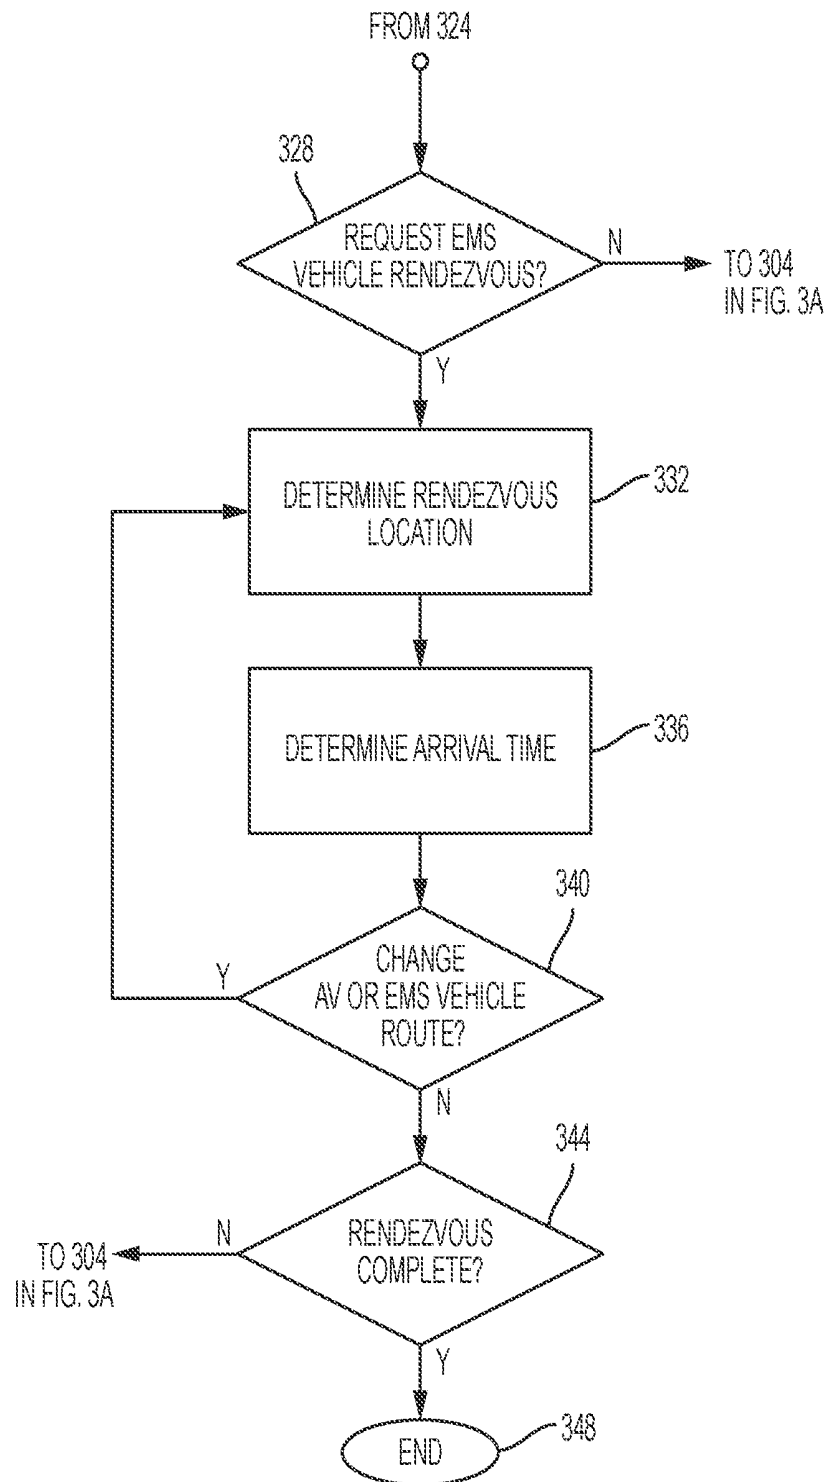 FROM 324
328
REQUEST EMS
VEHICLE RENDEZVOUS?
N
TO 304
IN FIG. 3A
Y
DETERMINE RENDEZVOUS
LOCATION
332
DETERMINE ARRIVAL TIME
336
340
CHANGE
AV OR EMS VEHICLE
ROUTE?
Y
N
344
RENDEZVOUS
COMPLETE?
N
TO 304
IN FIG. 3A
Y
END
348